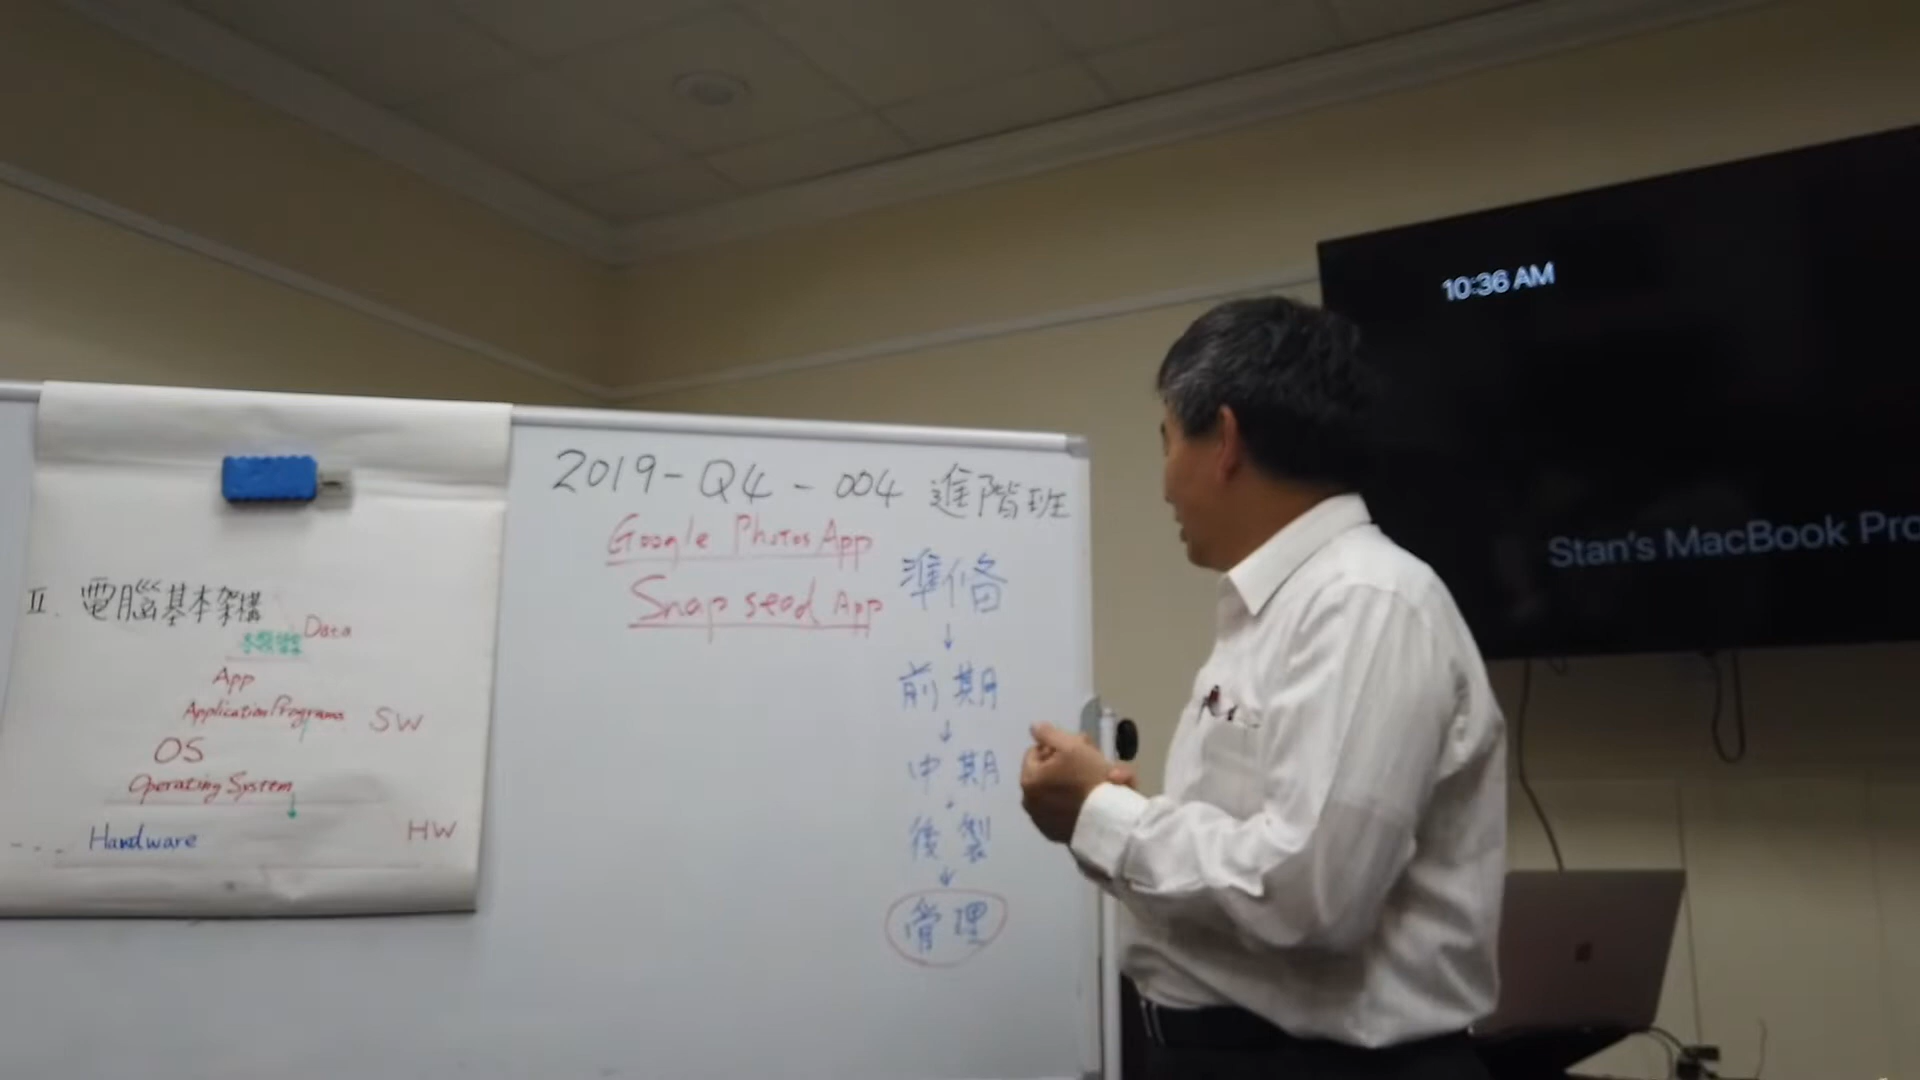 II. 電腦基本架構
Data
App
Application Programs
SW
OS
Operating System
Hardware
HW
2019-Q4-004 進階班
Google Photos App
Snapseed App
準備
↓
前期
↓
中期
後製
↓
管理
10:36 AM
Stan's MacBook Pro